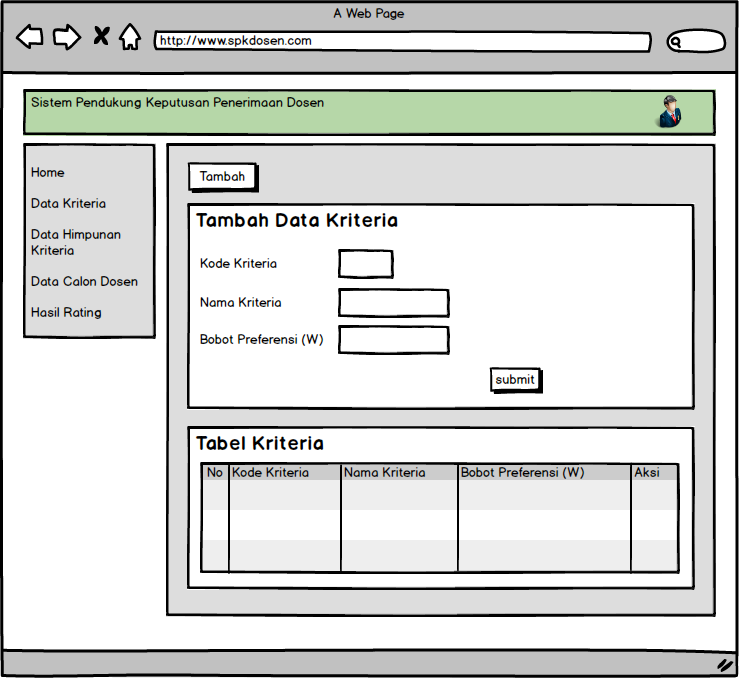 A Web Page
http://www.spkdosen.com
Sistem Pendukung Keputusan Penerimaan Dosen
Home
Data Kriteria
Data Himpunan
Kriteria
Data Calon Dosen
Hasil Rating
Tambah
Tambah Data Kriteria
Kode Kriteria
Nama Kriteria
Bobot Preferensi (W)
submit
Tabel Kriteria
No Kode Kriteria Nama Kriteria Bobot Preferensi (W) Aksi